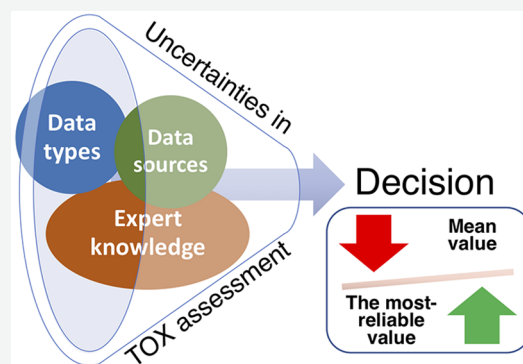 Uncertainties in
Data
types
Data
sources
Expert
knowledge
TOX assessment
Decision
Mean
value
The most-
reliable
value